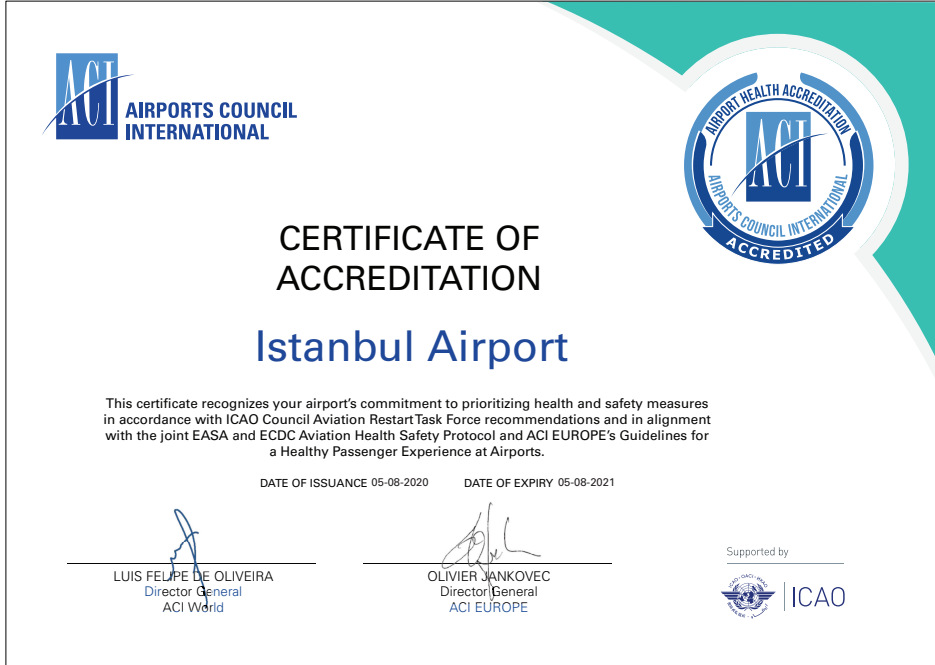 ACI
AIRPORTS COUNCIL
INTERNATIONAL
AIRPORT HEALTH ACCREDITATION
ACI
AIRPORTS COUNCIL INTERNATIONAL
ACCREDITED
CERTIFICATE OF
ACCREDITATION
Istanbul Airport
This certificate recognizes your airport's commitment to prioritizing health and safety measures
in accordance with ICAO Council Aviation Restart Task Force recommendations and in alignment
with the joint EASA and ECDC Aviation Health Safety Protocol and ACI EUROPE's Guidelines for
a Healthy Passenger Experience at Airports.
DATE OF ISSUANCE 05-08-2020 DATE OF EXPIRY 05-08-2021
LUIS FELIPE DE OLIVEIRA
Director General
ACI World
OLIVIER JANKOVEC
Director General
ACI EUROPE
Supported by
ICAO